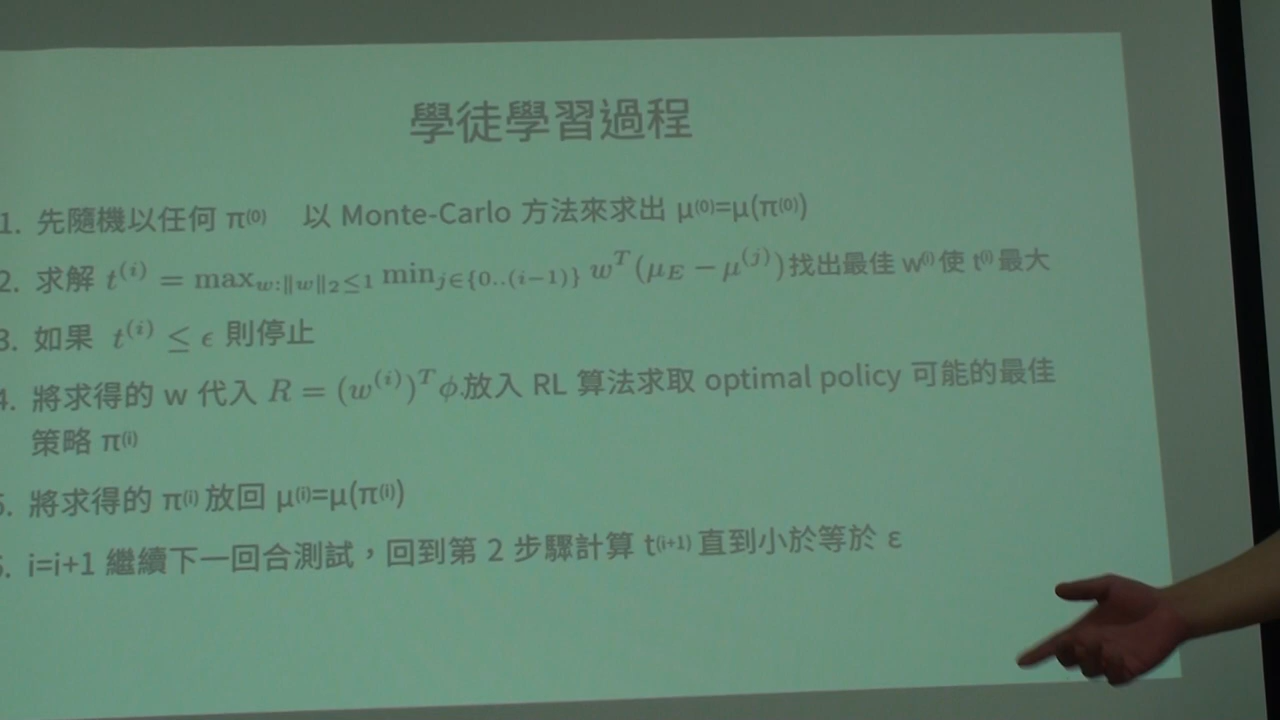 學徒學習過程
1. 先隨機以任何 π⁽⁰⁾ 以 Monte-Carlo 方法來求出 μ⁽⁰⁾=μ(π⁽⁰⁾)
2. 求解 t⁽ⁱ⁾ = max_{w:‖w‖₂≤1} min_{j∈{0..(i−1)}} wᵀ(μ_E − μ⁽ʲ⁾)找出最佳 w⁽ⁱ⁾使 t⁽ⁱ⁾最大
3. 如果 t⁽ⁱ⁾ ≤ ϵ 則停止
4. 將求得的 w 代入 R = (w⁽ⁱ⁾)ᵀϕ.放入 RL 算法求取 optimal policy 可能的最佳
策略 π⁽ⁱ⁾
5. 將求得的 π⁽ⁱ⁾放回 μ⁽ⁱ⁾=μ(π⁽ⁱ⁾)
6. i=i+1 繼續下一回合測試，回到第 2 步驟計算 t⁽ⁱ⁺¹⁾ 直到小於等於 ε